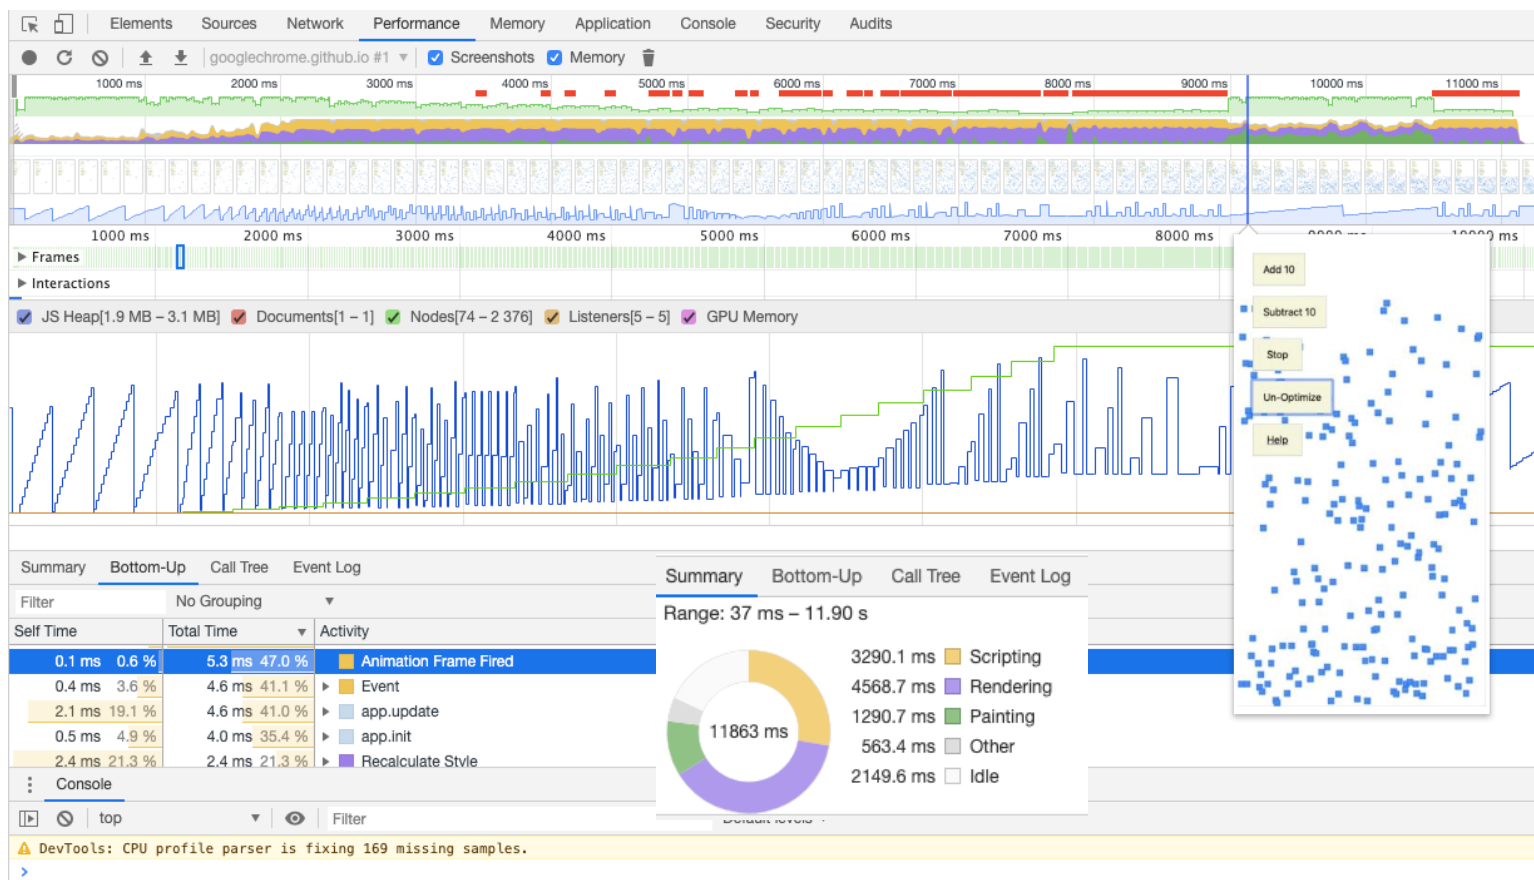 Elements Sources Network Performance Memory Application Console Security Audits
googlechrome.github.io #1 ▼ Screenshots Memory
1000 ms 2000 ms 3000 ms 4000 ms 5000 ms 6000 ms 7000 ms 8000 ms 9000 ms 10000 ms 11000 ms
1000 ms 2000 ms 3000 ms 4000 ms 5000 ms 6000 ms 7000 ms 8000 ms 9000 ms 10000 ms
Frames
Interactions
JS Heap[1.9 MB – 3.1 MB] Documents[1 – 1] Nodes[74 – 2 376] Listeners[5 – 5] GPU Memory
Add 10
Subtract 10
Stop
Un-Optimize
Help
Summary Bottom-Up Call Tree Event Log
Filter No Grouping ▼
Self Time Total Time ▼ Activity
0.1 ms 0.6 % 5.3 ms 47.0 % Animation Frame Fired
0.4 ms 3.6 % 4.6 ms 41.1 % Event
2.1 ms 19.1 % 4.6 ms 41.0 % app.update
0.5 ms 4.9 % 4.0 ms 35.4 % app.init
2.4 ms 21.3 % 2.4 ms 21.3 % Recalculate Style
Summary Bottom-Up Call Tree Event Log
Range: 37 ms – 11.90 s
11863 ms
3290.1 ms Scripting
4568.7 ms Rendering
1290.7 ms Painting
563.4 ms Other
2149.6 ms Idle
Console
top ▼ Filter Default levels
DevTools: CPU profile parser is fixing 169 missing samples.